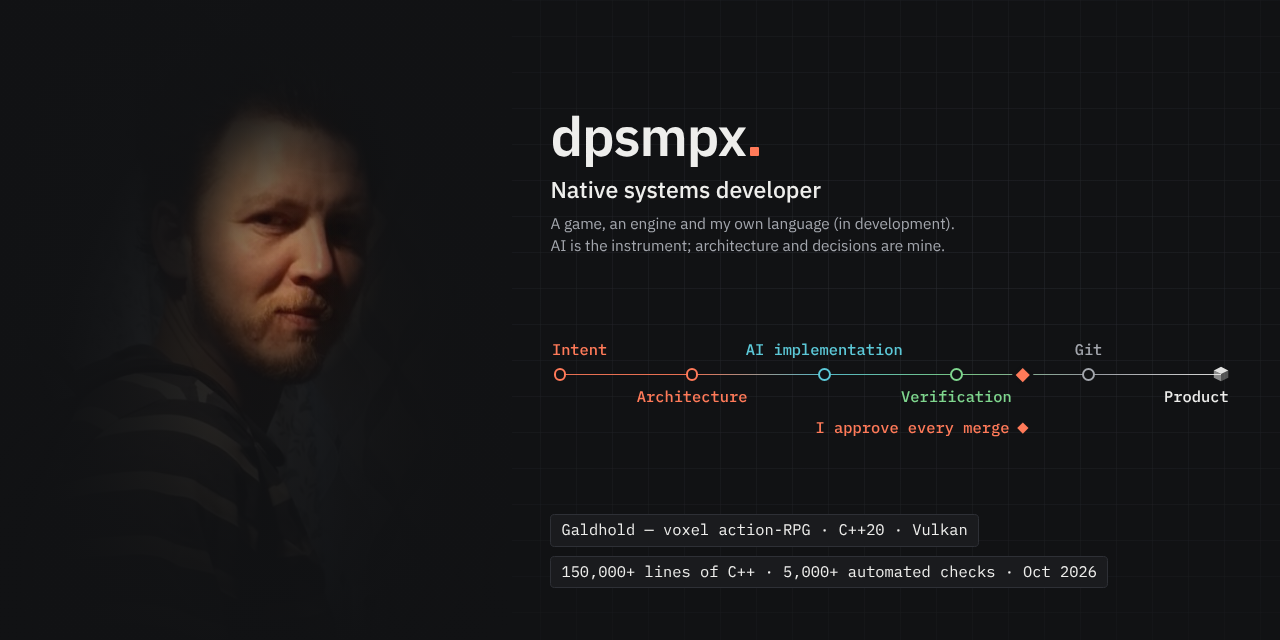 dpsmpx.
Native systems developer
A game, an engine and my own language (in development).
AI is the instrument; architecture and decisions are mine.
Intent
AI implementation
Git
Architecture
Verification
Product
I approve every merge ◆
Galdhold — voxel action-RPG · C++20 · Vulkan
150,000+ lines of C++ · 5,000+ automated checks · Oct 2026